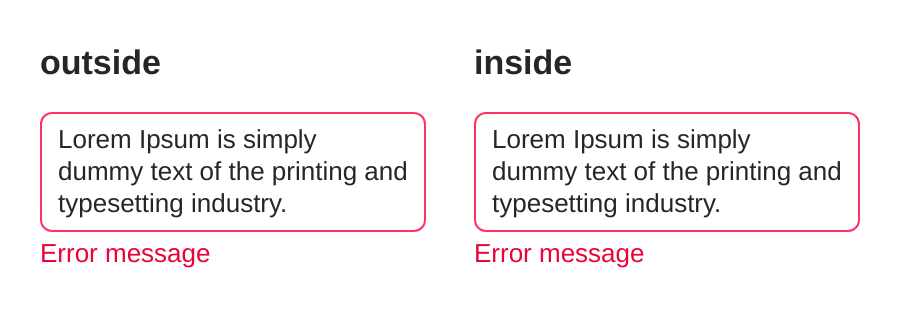 outside
Lorem Ipsum is simply
dummy text of the printing and
typesetting industry.
Error message
inside
Lorem Ipsum is simply
dummy text of the printing and
typesetting industry.
Error message